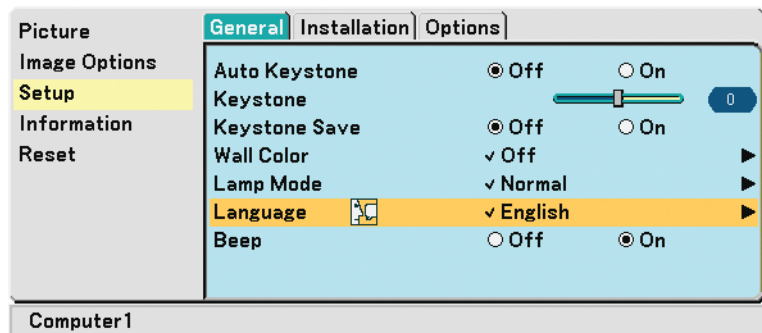 Picture
Image Options
Setup
Information
Reset
General Installation Options
Auto Keystone Off On
Keystone 0
Keystone Save Off On
Wall Color Off
Lamp Mode Normal
Language English
Beep Off On
Computer1